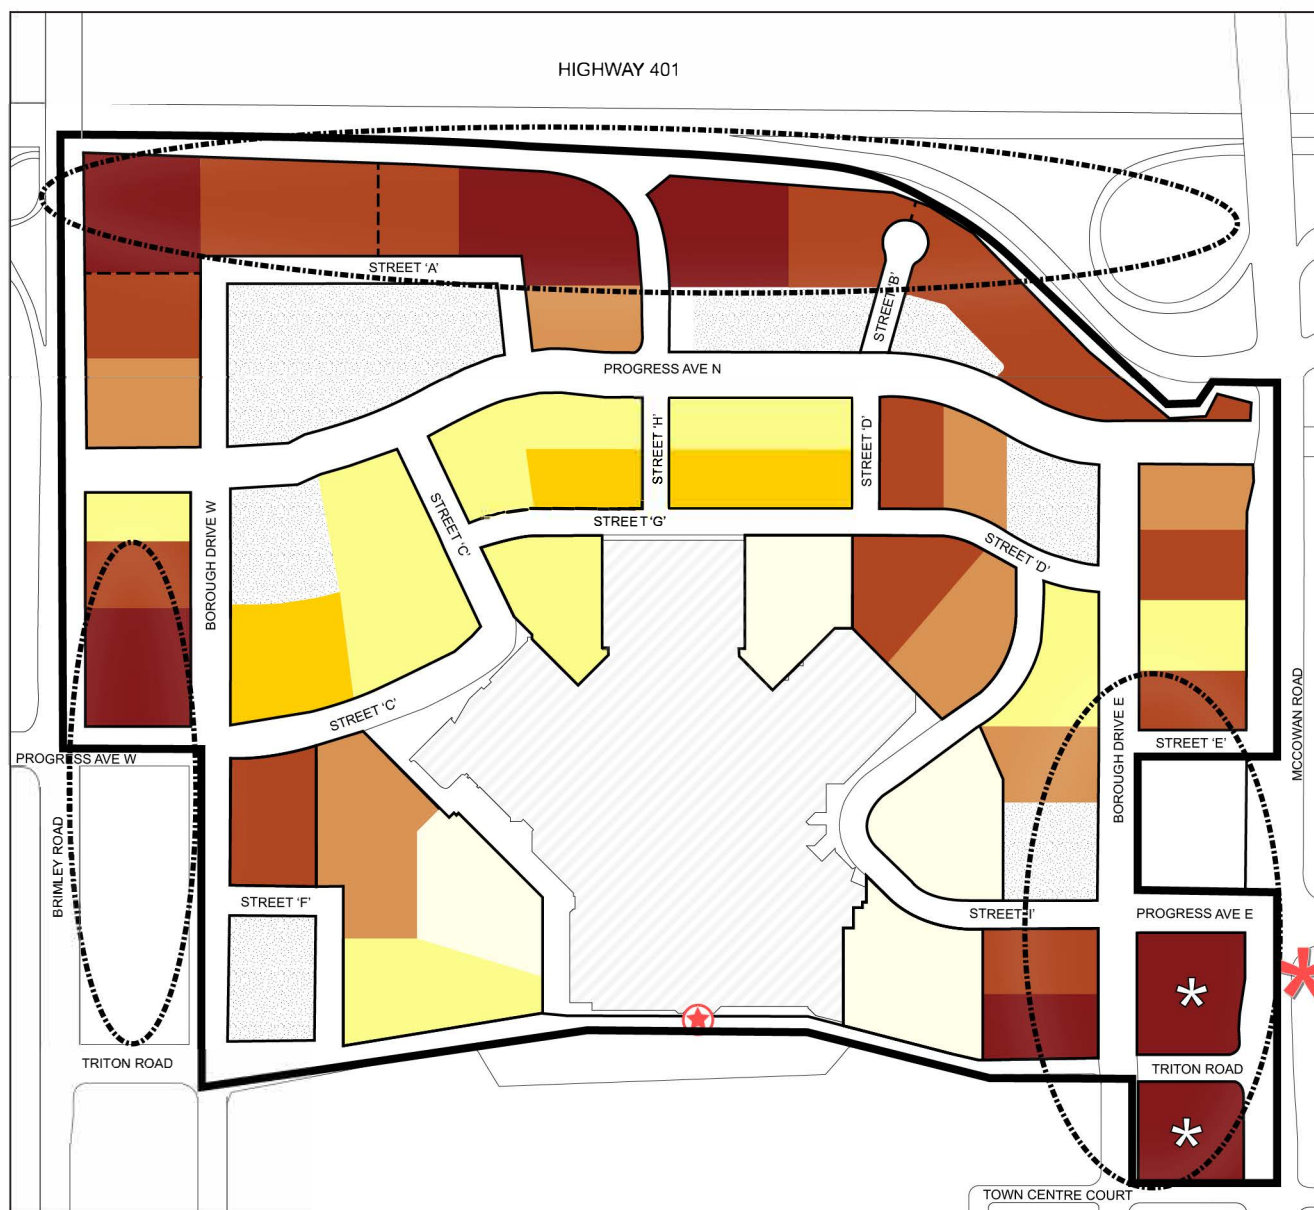 HIGHWAY 401
STREET 'A'
STREET 'B'
PROGRESS AVE N
STREET 'H'
STREET 'D'
STREET 'C'
STREET 'G'
BOROUGH DRIVE W
STREET 'D'
MCCOWAN ROAD
STREET 'C'
BOROUGH DRIVE E
STREET 'E'
PROGRESS AVE W
BRIMLEY ROAD
STREET 'F'
STREET 'I'
PROGRESS AVE E
*
*
TRITON ROAD
TRITON ROAD
*
TOWN CENTRE COURT